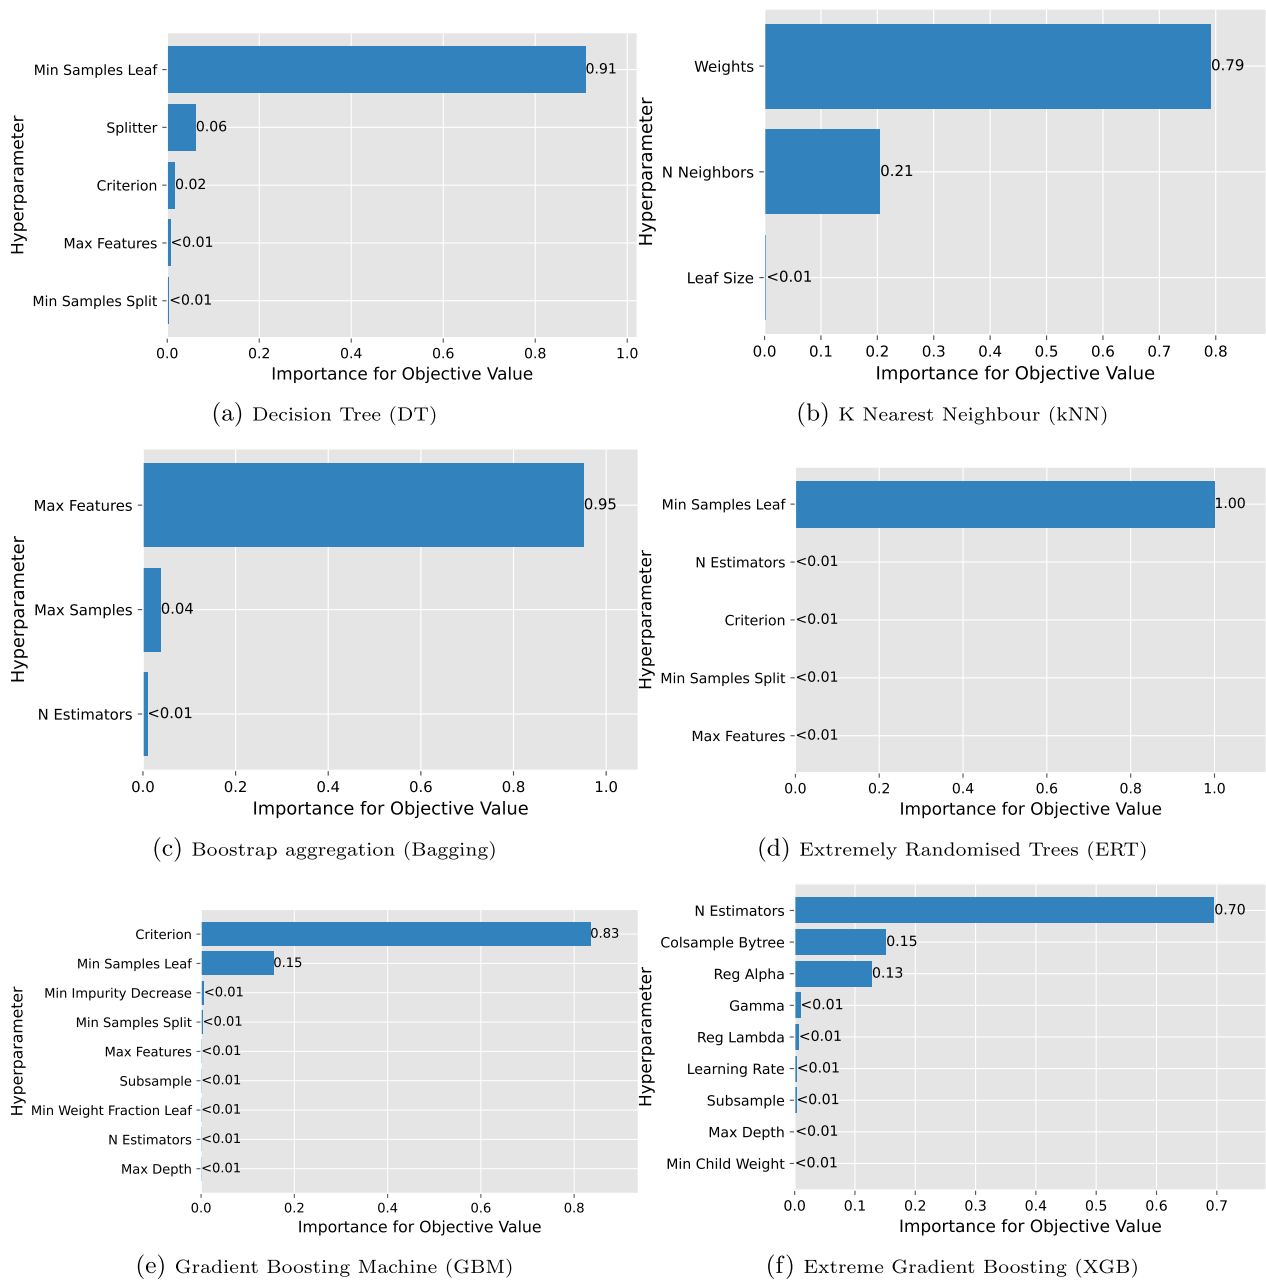 Hyperparameter
Min Samples Leaf
0.91
Splitter
0.06
Criterion
0.02
Max Features
<0.01
Min Samples Split
<0.01
0.0 0.2 0.4 0.6 0.8 1.0
Importance for Objective Value
(a) Decision Tree (DT)
Hyperparameter
Weights
0.79
N Neighbors
0.21
Leaf Size
<0.01
0.0 0.1 0.2 0.3 0.4 0.5 0.6 0.7 0.8
Importance for Objective Value
(b) K Nearest Neighbour (kNN)
Hyperparameter
Max Features
0.95
Max Samples
0.04
N Estimators
<0.01
0.0 0.2 0.4 0.6 0.8 1.0
Importance for Objective Value
(c) Boostrap aggregation (Bagging)
Hyperparameter
Min Samples Leaf
1.00
N Estimators
<0.01
Criterion
<0.01
Min Samples Split
<0.01
Max Features
<0.01
0.0 0.2 0.4 0.6 0.8 1.0
Importance for Objective Value
(d) Extremely Randomised Trees (ERT)
Hyperparameter
Criterion
0.83
Min Samples Leaf
0.15
Min Impurity Decrease
<0.01
Min Samples Split
<0.01
Max Features
<0.01
Subsample
<0.01
Min Weight Fraction Leaf
<0.01
N Estimators
<0.01
Max Depth
<0.01
0.0 0.2 0.4 0.6 0.8
Importance for Objective Value
(e) Gradient Boosting Machine (GBM)
Hyperparameter
N Estimators
0.70
Colsample Bytree
0.15
Reg Alpha
0.13
Gamma
<0.01
Reg Lambda
<0.01
Learning Rate
<0.01
Subsample
<0.01
Max Depth
<0.01
Min Child Weight
<0.01
0.0 0.1 0.2 0.3 0.4 0.5 0.6 0.7
Importance for Objective Value
(f) Extreme Gradient Boosting (XGB)